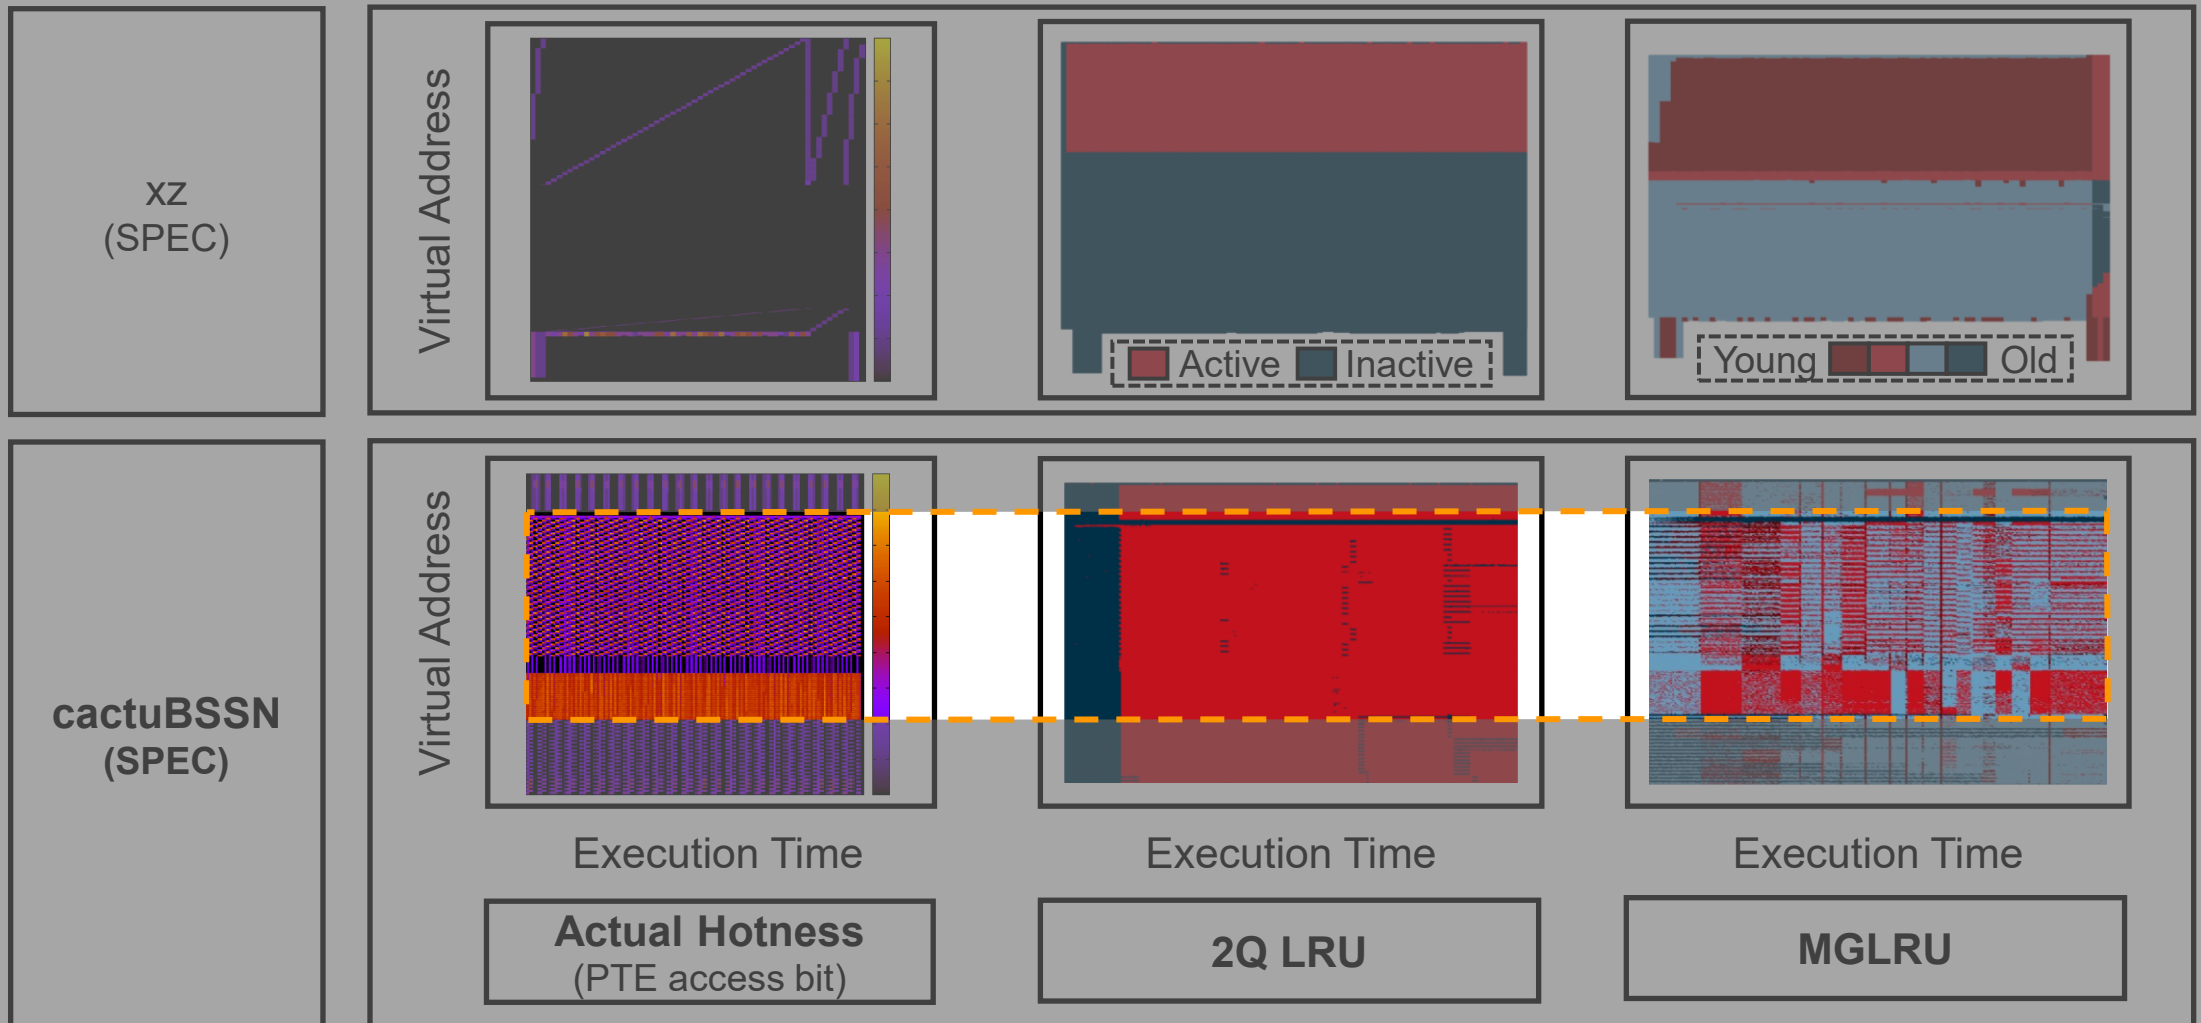 xz
(SPEC)
Virtual Address
Active
Inactive
Young
Old
cactuBSSN
(SPEC)
Virtual Address
Execution Time
Execution Time
Execution Time
Actual Hotness
(PTE access bit)
2Q LRU
MGLRU